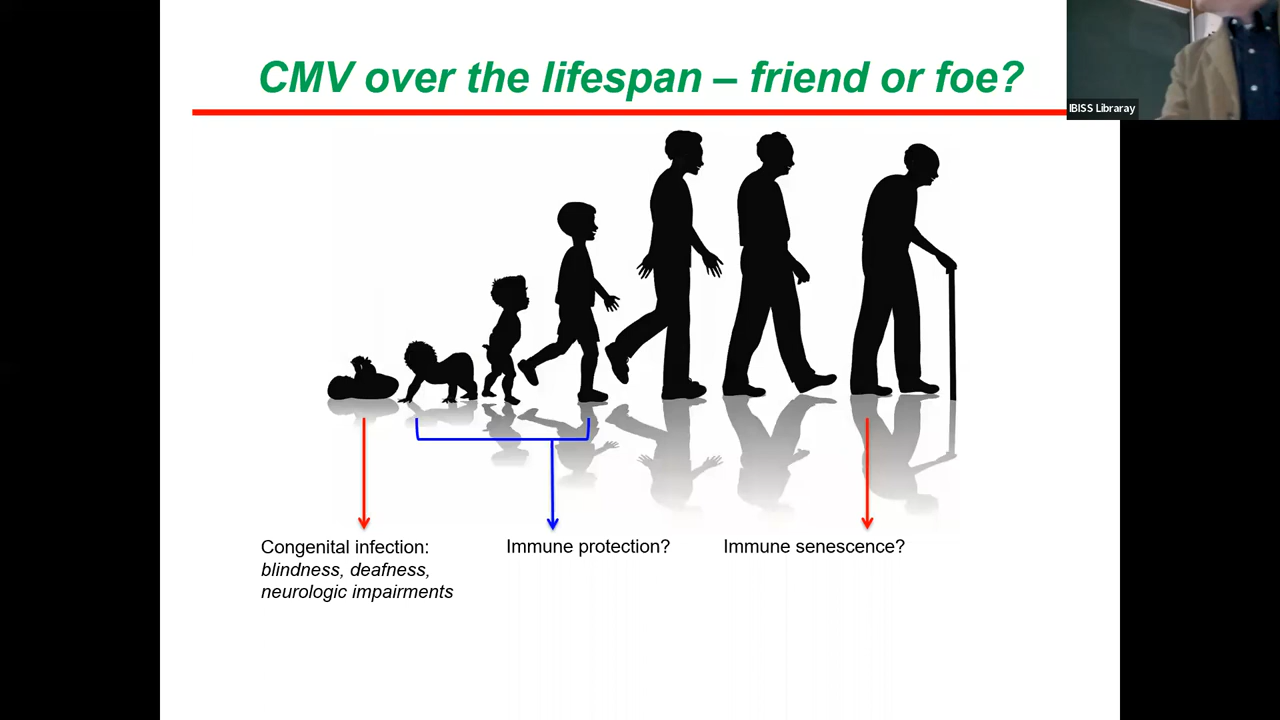 CMV over the lifespan – friend or foe?
IBISS Libraray
Congenital infection:
blindness, deafness,
neurologic impairments
Immune protection?
Immune senescence?